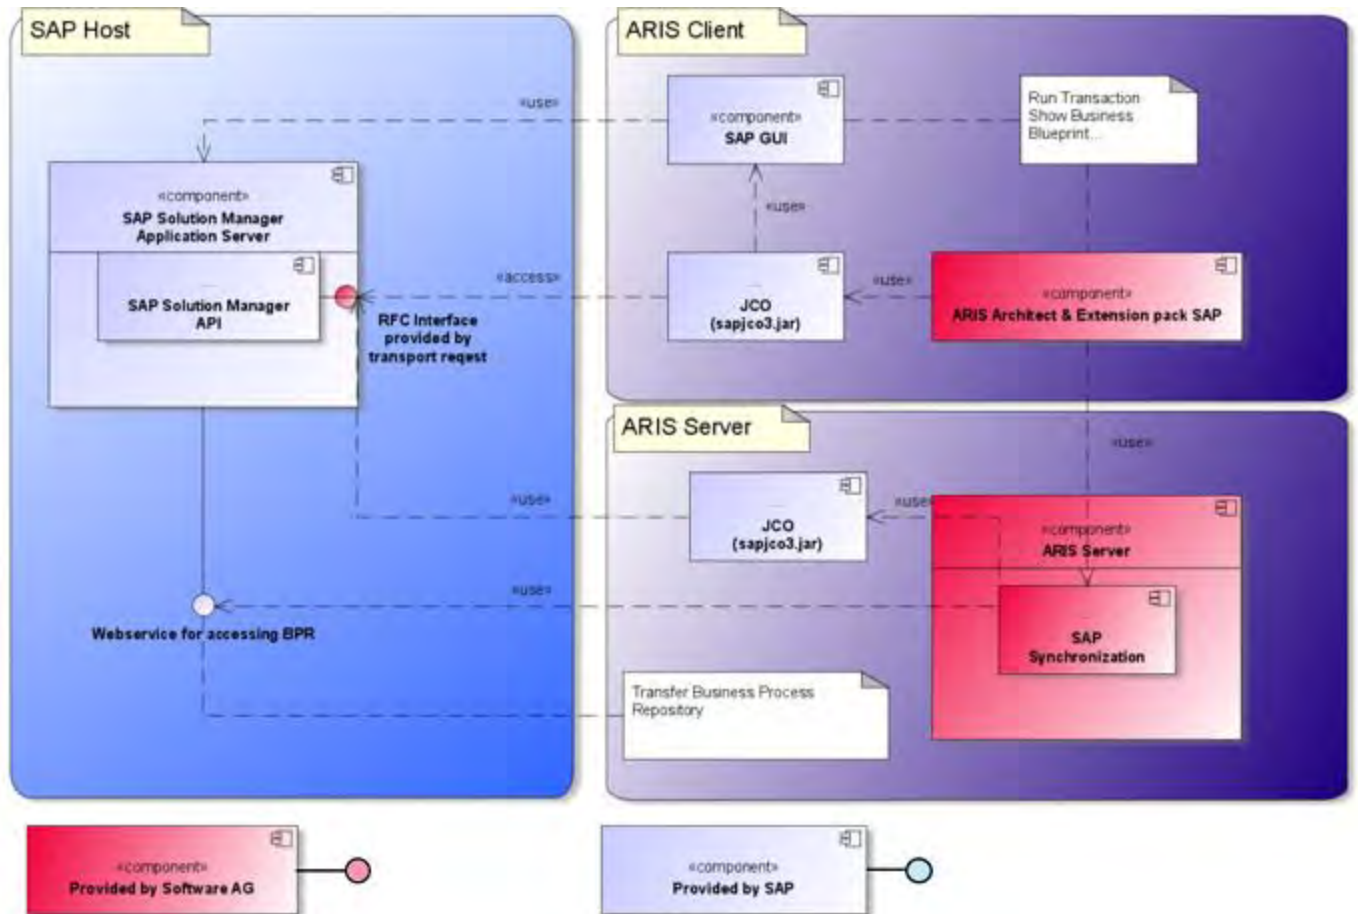 SAP Host
ARIS Client
«use»
«component»
SAP GUI
Run Transaction
Show Business
Blueprint...
«component»
SAP Solution Manager
Application Server
«use»
SAP Solution Manager
API
«access»
JCO
(sapjco3.jar)
«use»
«component»
ARIS Architect & Extension pack SAP
RFC Interface
provided by
transport reqest
ARIS Server
«use»
«use»
JCO
(sapjco3.jar)
«use»
«component»
ARIS Server
«use»
Webservice for accessing BPR
SAP
Synchronization
Transfer Business Process
Repository
«component»
Provided by Software AG
«component»
Provided by SAP